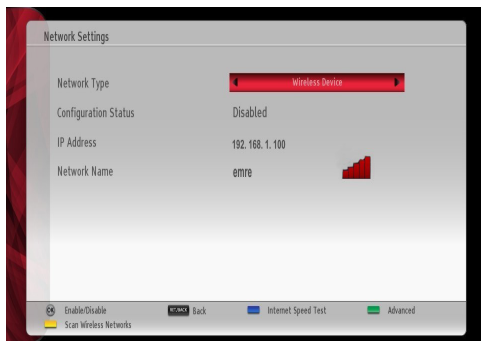 Network Settings
Network Type Wireless Device
Configuration Status Disabled
IP Address 192. 168. 1. 100
Network Name emre
OK Enable/Disable RET./BACK Back Internet Speed Test Advanced
Scan Wireless Networks